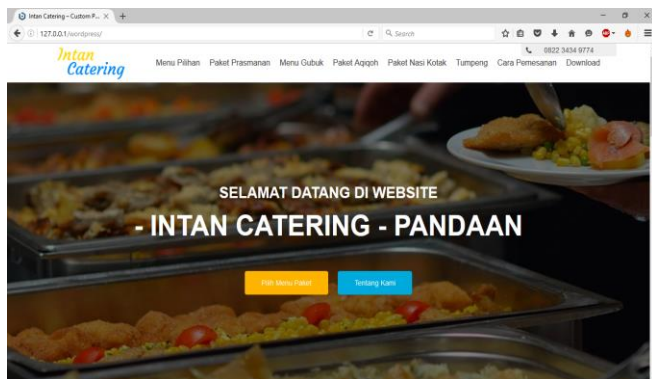 Intan Catering – Custom P...
127.0.0.1/wordpress/
Search
0822 3434 9774
Intan
Catering
Menu Pilihan Paket Prasmanan Menu Gubuk Paket Aqiqoh Paket Nasi Kotak Tumpeng Cara Pemesanan Download
SELAMAT DATANG DI WEBSITE
- INTAN CATERING - PANDAAN
Pilih Menu Paket Tentang Kami